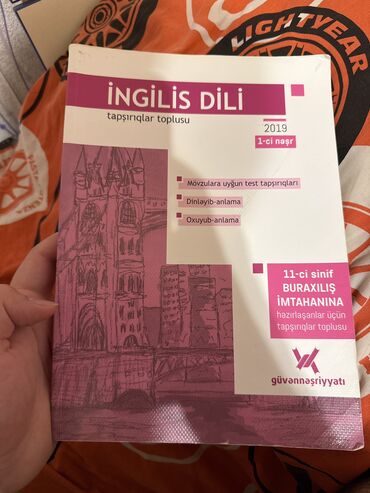 LIGHTYEAR
İNGİLİS DİLİ
tapşırıqlar toplusu
2019
1-ci nəşr
Mövzulara uyğun test tapşırıqları
Dinləyib-anlama
Oxuyub-anlama
11-ci sinif
BURAXILIŞ
İMTAHANINA
hazırlaşanlar üçün
tapşırıqlar toplusu
güvənnəşriyyatı